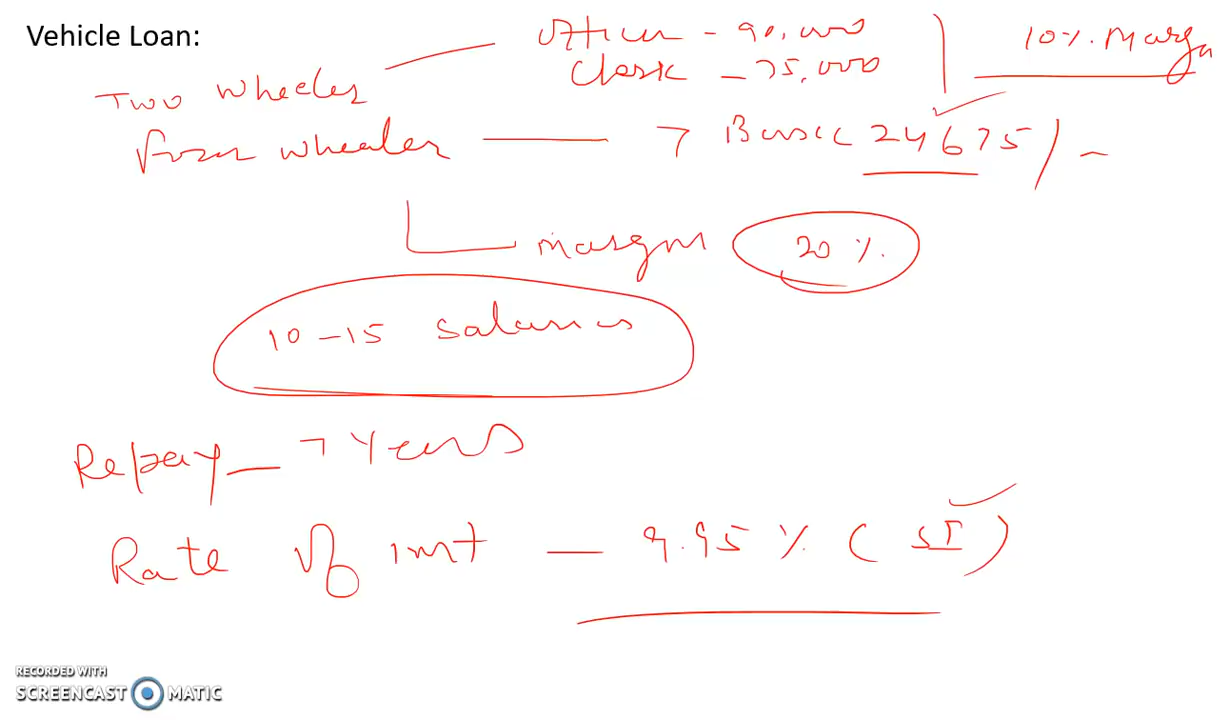 Vehicle Loan:
Officer - 90,000
Clerk - 75,000
10% Margin
Two wheeler
four wheeler — 7 Basic 24675/-
margin 20%.
10-15 salaries
Repay - 7 Years
Rate of int — 9.95% (SI)
RECORDED WITH
SCREENCAST MATIC